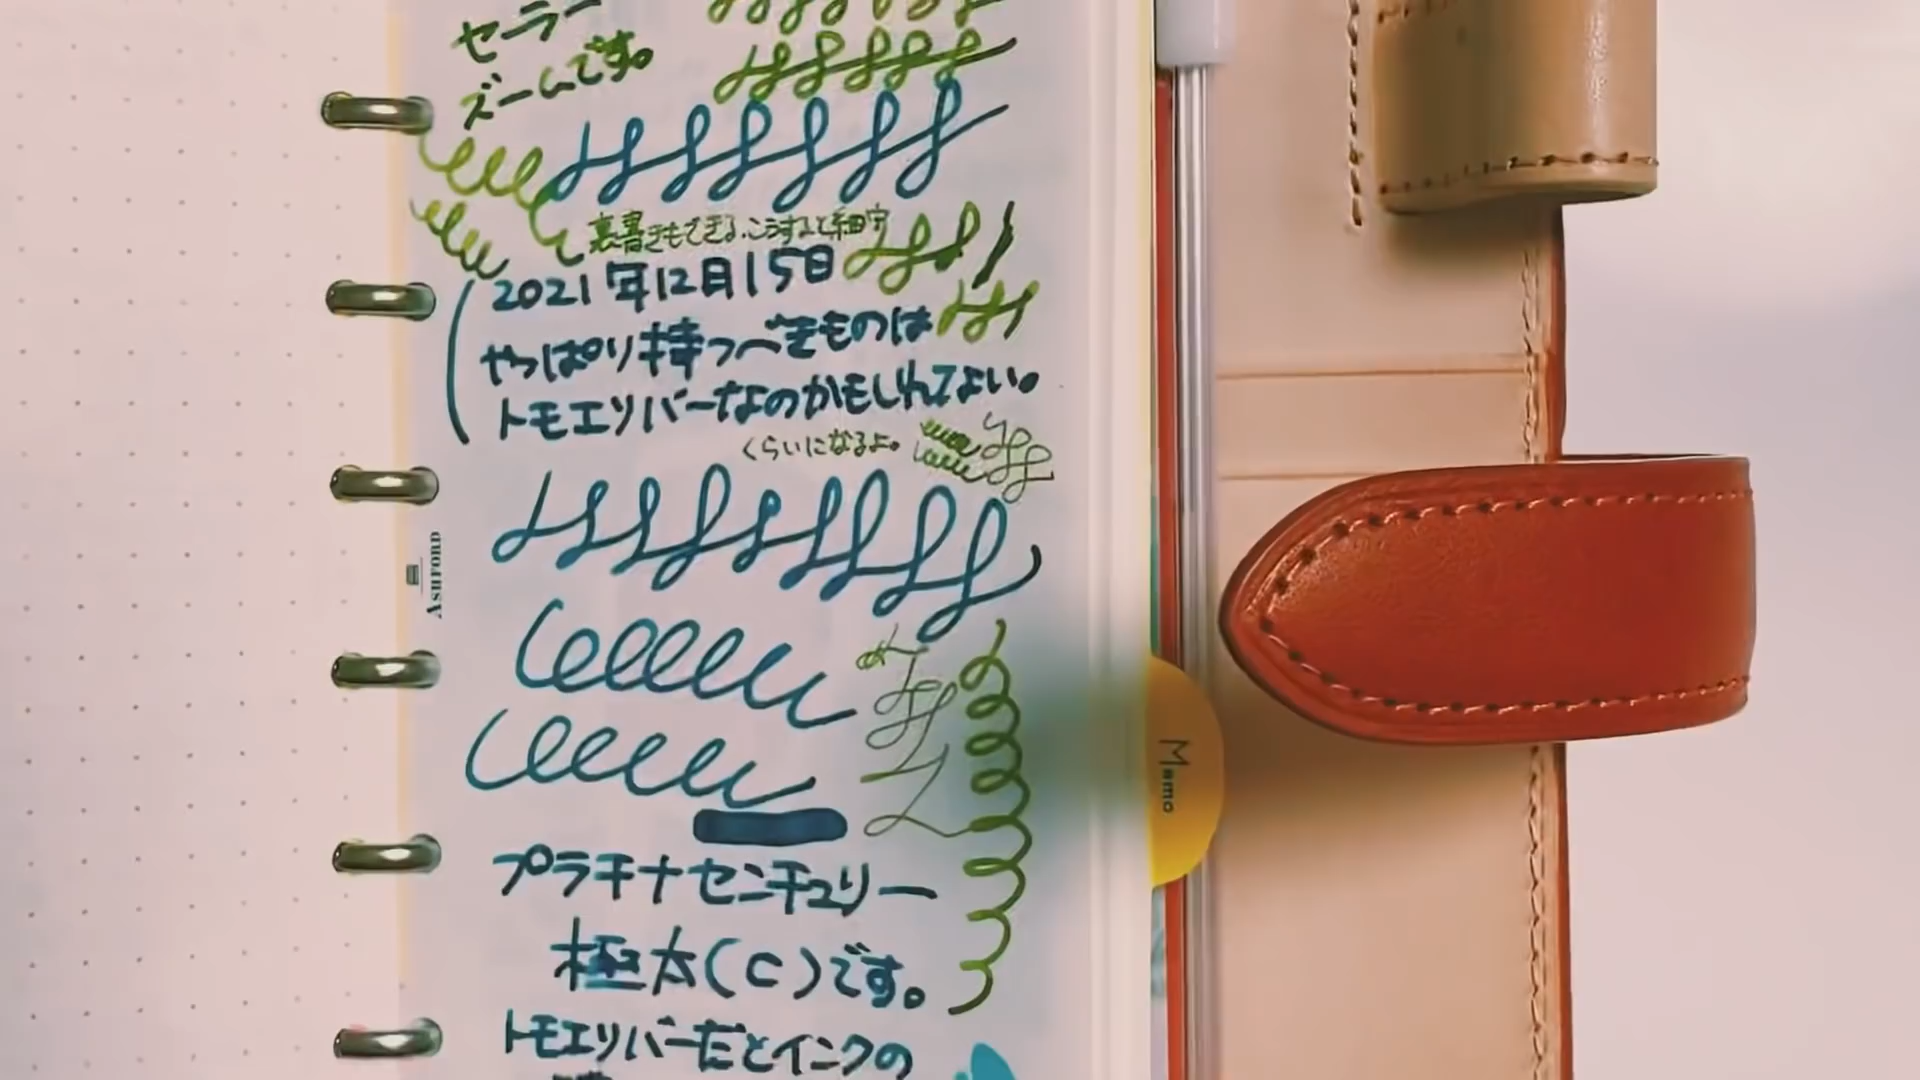 セーラー
ズームです。
裏書きもできる.こうすると細字
2021年12月15日
やっぱり持つべきものは
トモエリバーなのかもしれてよい。
くらいになるよ。
ASHFORD
Memo
プラチナセンチュリー
極太(C)です。
トモエリバーだとインクの